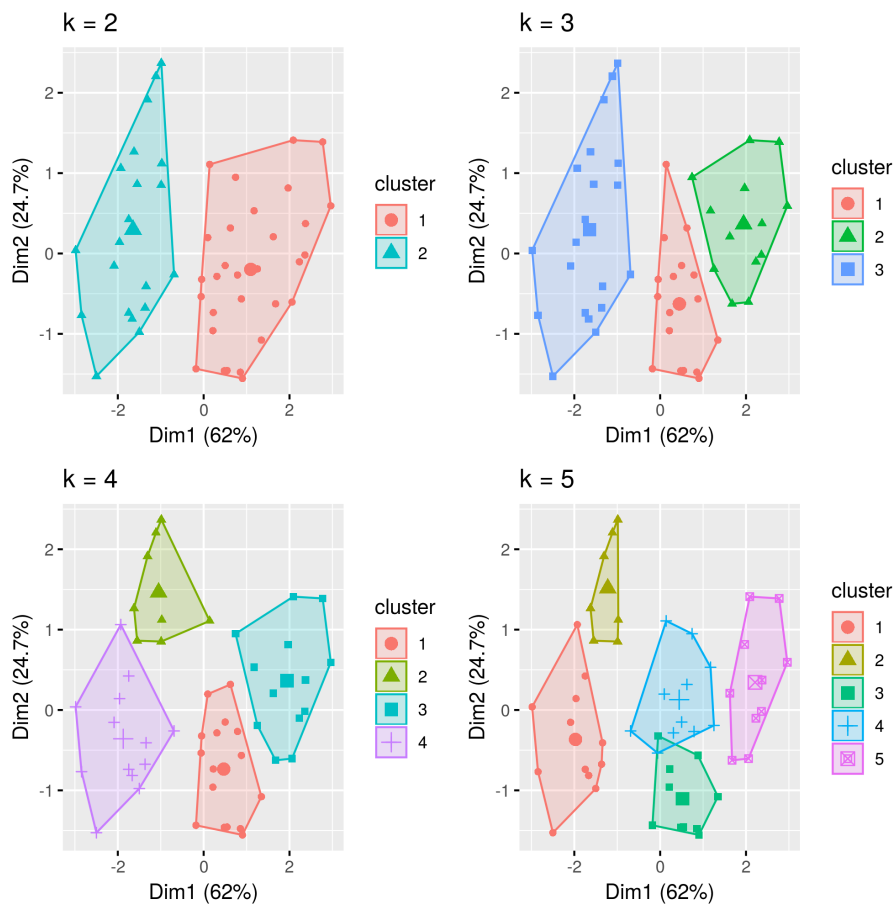 k = 2
Dim2 (24.7%)
2
1
0
-1
-2
0
2
Dim1 (62%)
cluster
1
2
k = 3
Dim2 (24.7%)
2
1
0
-1
-2
0
2
Dim1 (62%)
cluster
1
2
3
k = 4
Dim2 (24.7%)
2
1
0
-1
-2
0
2
Dim1 (62%)
cluster
1
2
3
4
k = 5
Dim2 (24.7%)
2
1
0
-1
-2
0
2
Dim1 (62%)
cluster
1
2
3
4
5